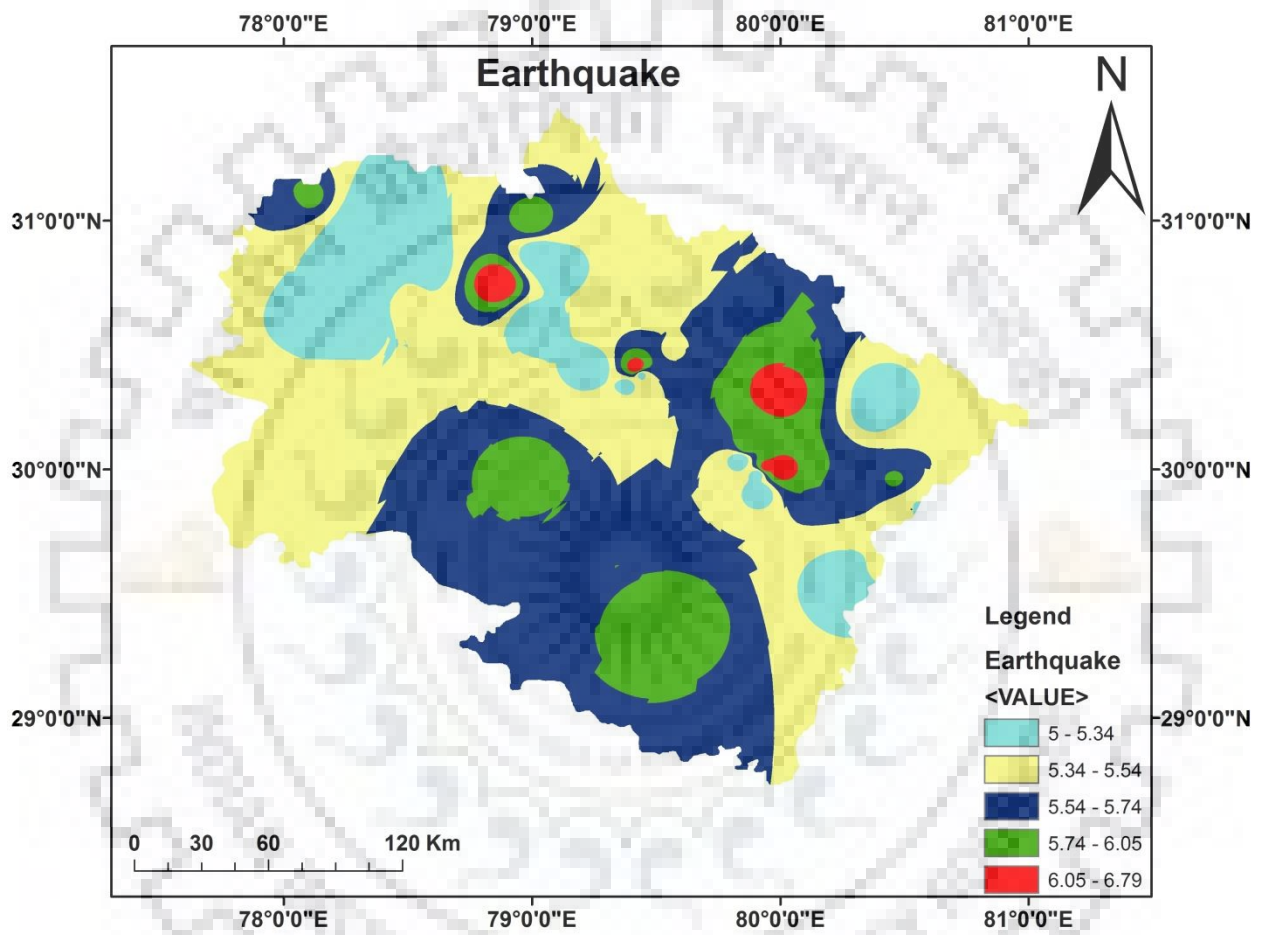 78°0'0"E 79°0'0"E 80°0'0"E 81°0'0"E
Earthquake
N
31°0'0"N 31°0'0"N
30°0'0"N 30°0'0"N
29°0'0"N 29°0'0"N
Legend
Earthquake
<VALUE>
5 - 5.34
5.34 - 5.54
5.54 - 5.74
5.74 - 6.05
6.05 - 6.79
0 30 60 120 Km
78°0'0"E 79°0'0"E 80°0'0"E 81°0'0"E